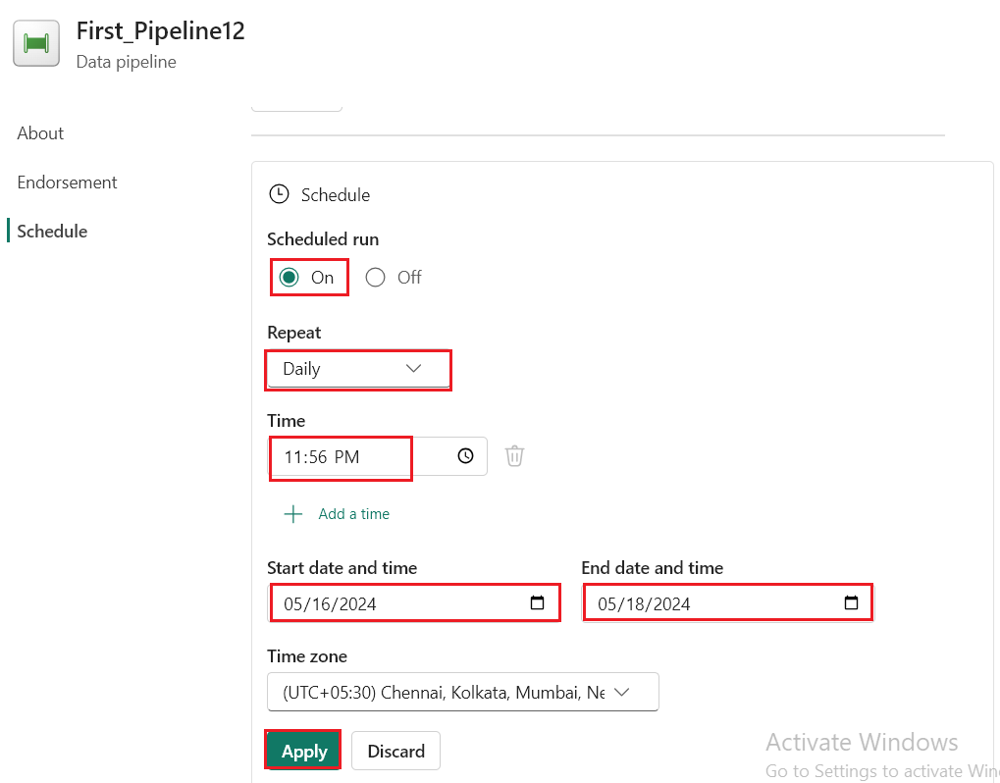 First_Pipeline12
Data pipeline
About
Endorsement
Schedule
Schedule
Scheduled run
On Off
Repeat
Daily
Time
11:56 PM
Add a time
Start date and time End date and time
05/16/2024 05/18/2024
Time zone
(UTC+05:30) Chennai, Kolkata, Mumbai, Ne
Apply Discard
Activate Windows
Go to Settings to activate Win